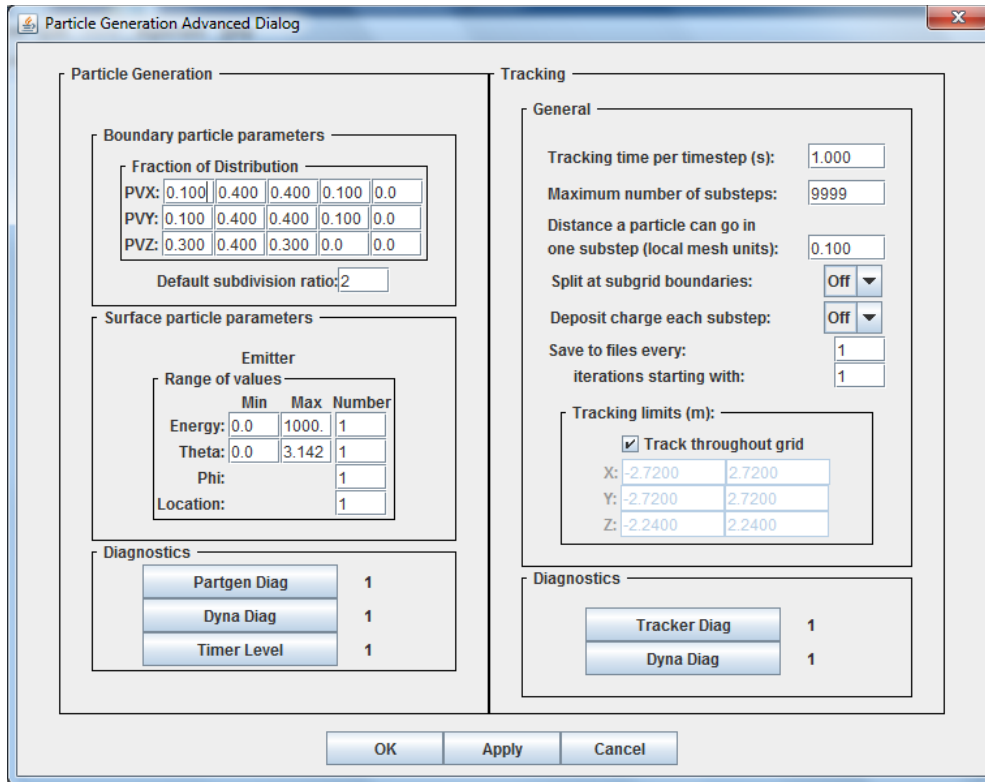 Particle Generation Advanced Dialog
Particle Generation
Boundary particle parameters
Fraction of Distribution
PVX: 0.100 0.400 0.400 0.100 0.0
PVY: 0.100 0.400 0.400 0.100 0.0
PVZ: 0.300 0.400 0.300 0.0 0.0
Default subdivision ratio: 2
Surface particle parameters
Emitter
Range of values
Min Max Number
Energy: 0.0 1000. 1
Theta: 0.0 3.142 1
Phi: 1
Location: 1
Diagnostics
Partgen Diag 1
Dyna Diag 1
Timer Level 1
Tracking
General
Tracking time per timestep (s): 1.000
Maximum number of substeps: 9999
Distance a particle can go in
one substep (local mesh units): 0.100
Split at subgrid boundaries: Off
Deposit charge each substep: Off
Save to files every: 1
iterations starting with: 1
Tracking limits (m):
Track throughout grid
X: -2.7200 2.7200
Y: -2.7200 2.7200
Z: -2.2400 2.2400
Diagnostics
Tracker Diag 1
Dyna Diag 1
OK Apply Cancel